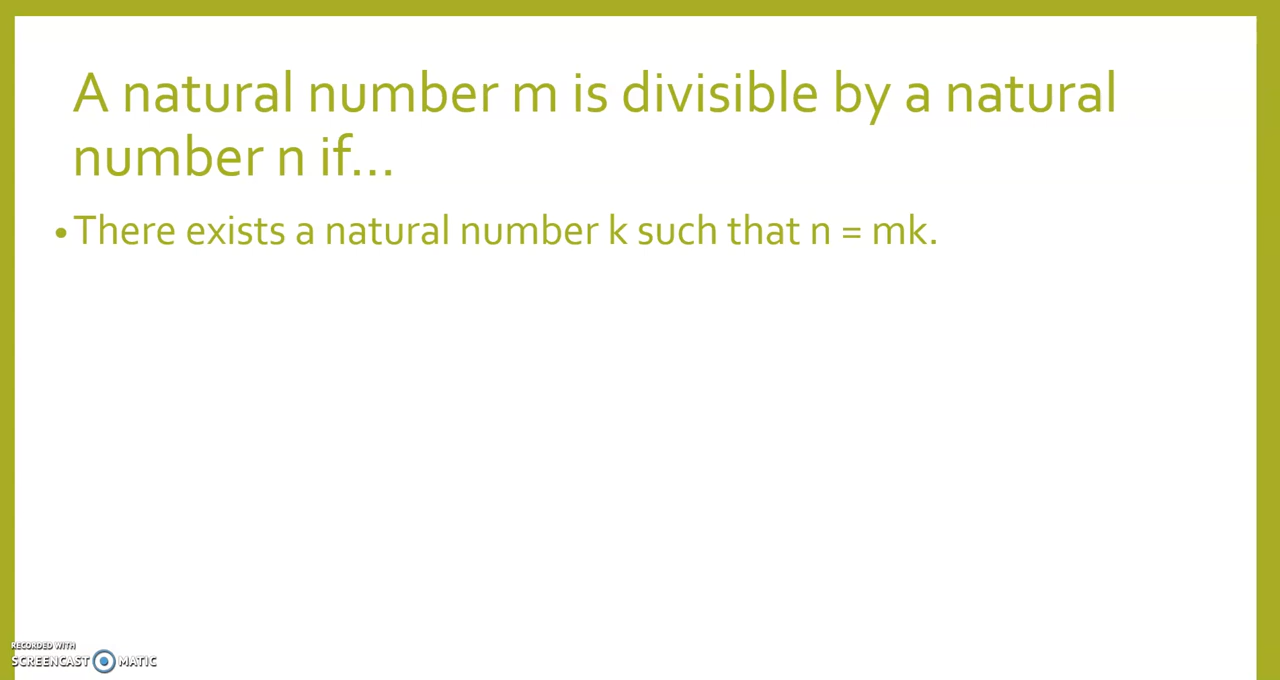 A natural number m is divisible by a natural
number n if...
• There exists a natural number k such that n = mk.
RECORDED WITH
SCREENCAST MATIC